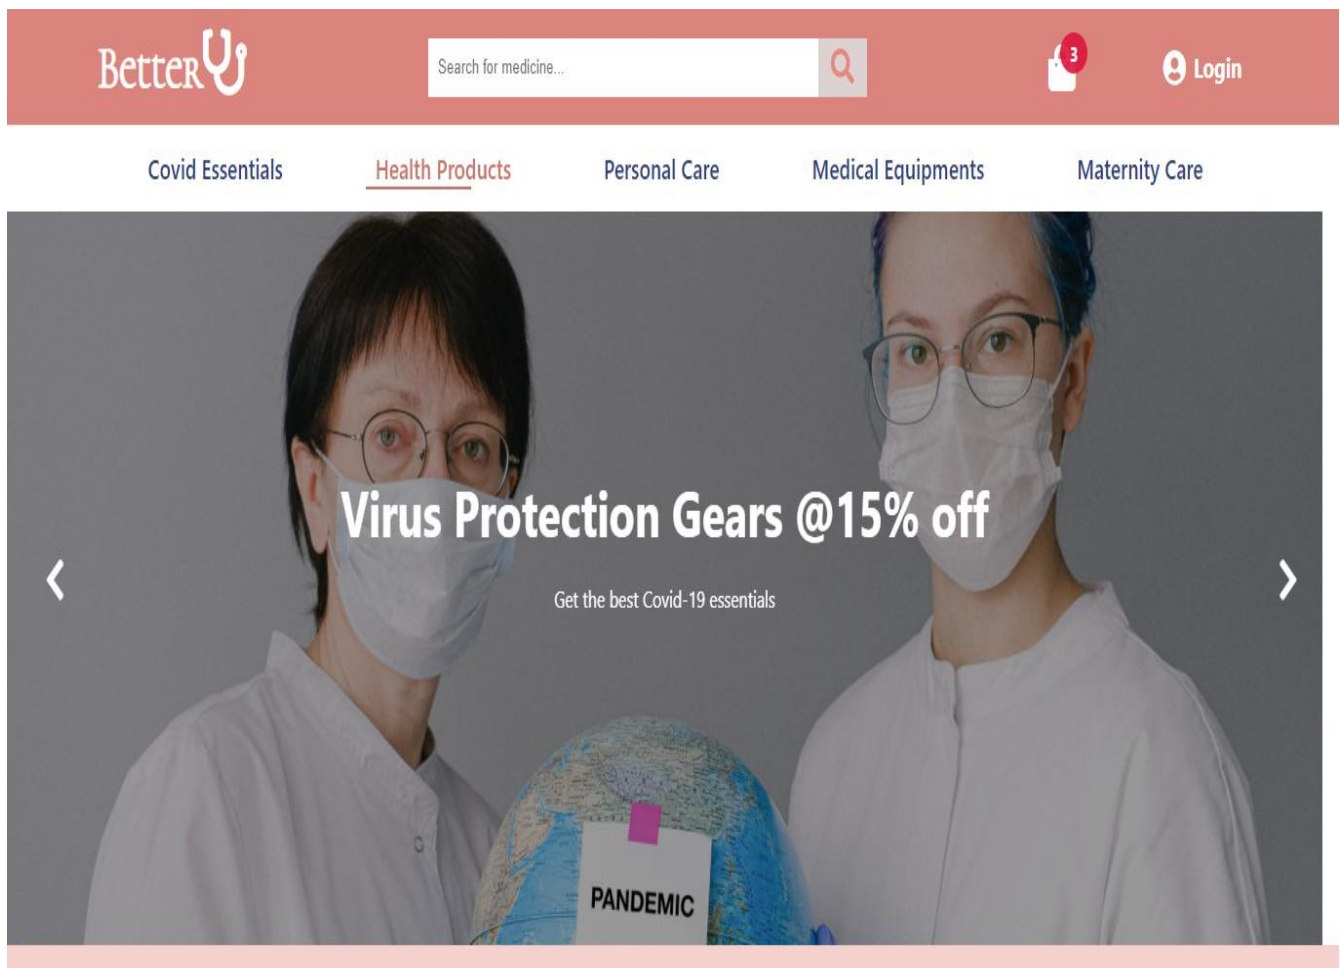 BetterU
Search for medicine...
3
Login
Covid Essentials
Health Products
Personal Care
Medical Equipments
Maternity Care
Virus Protection Gears @15% off
Get the best Covid-19 essentials
PANDEMIC